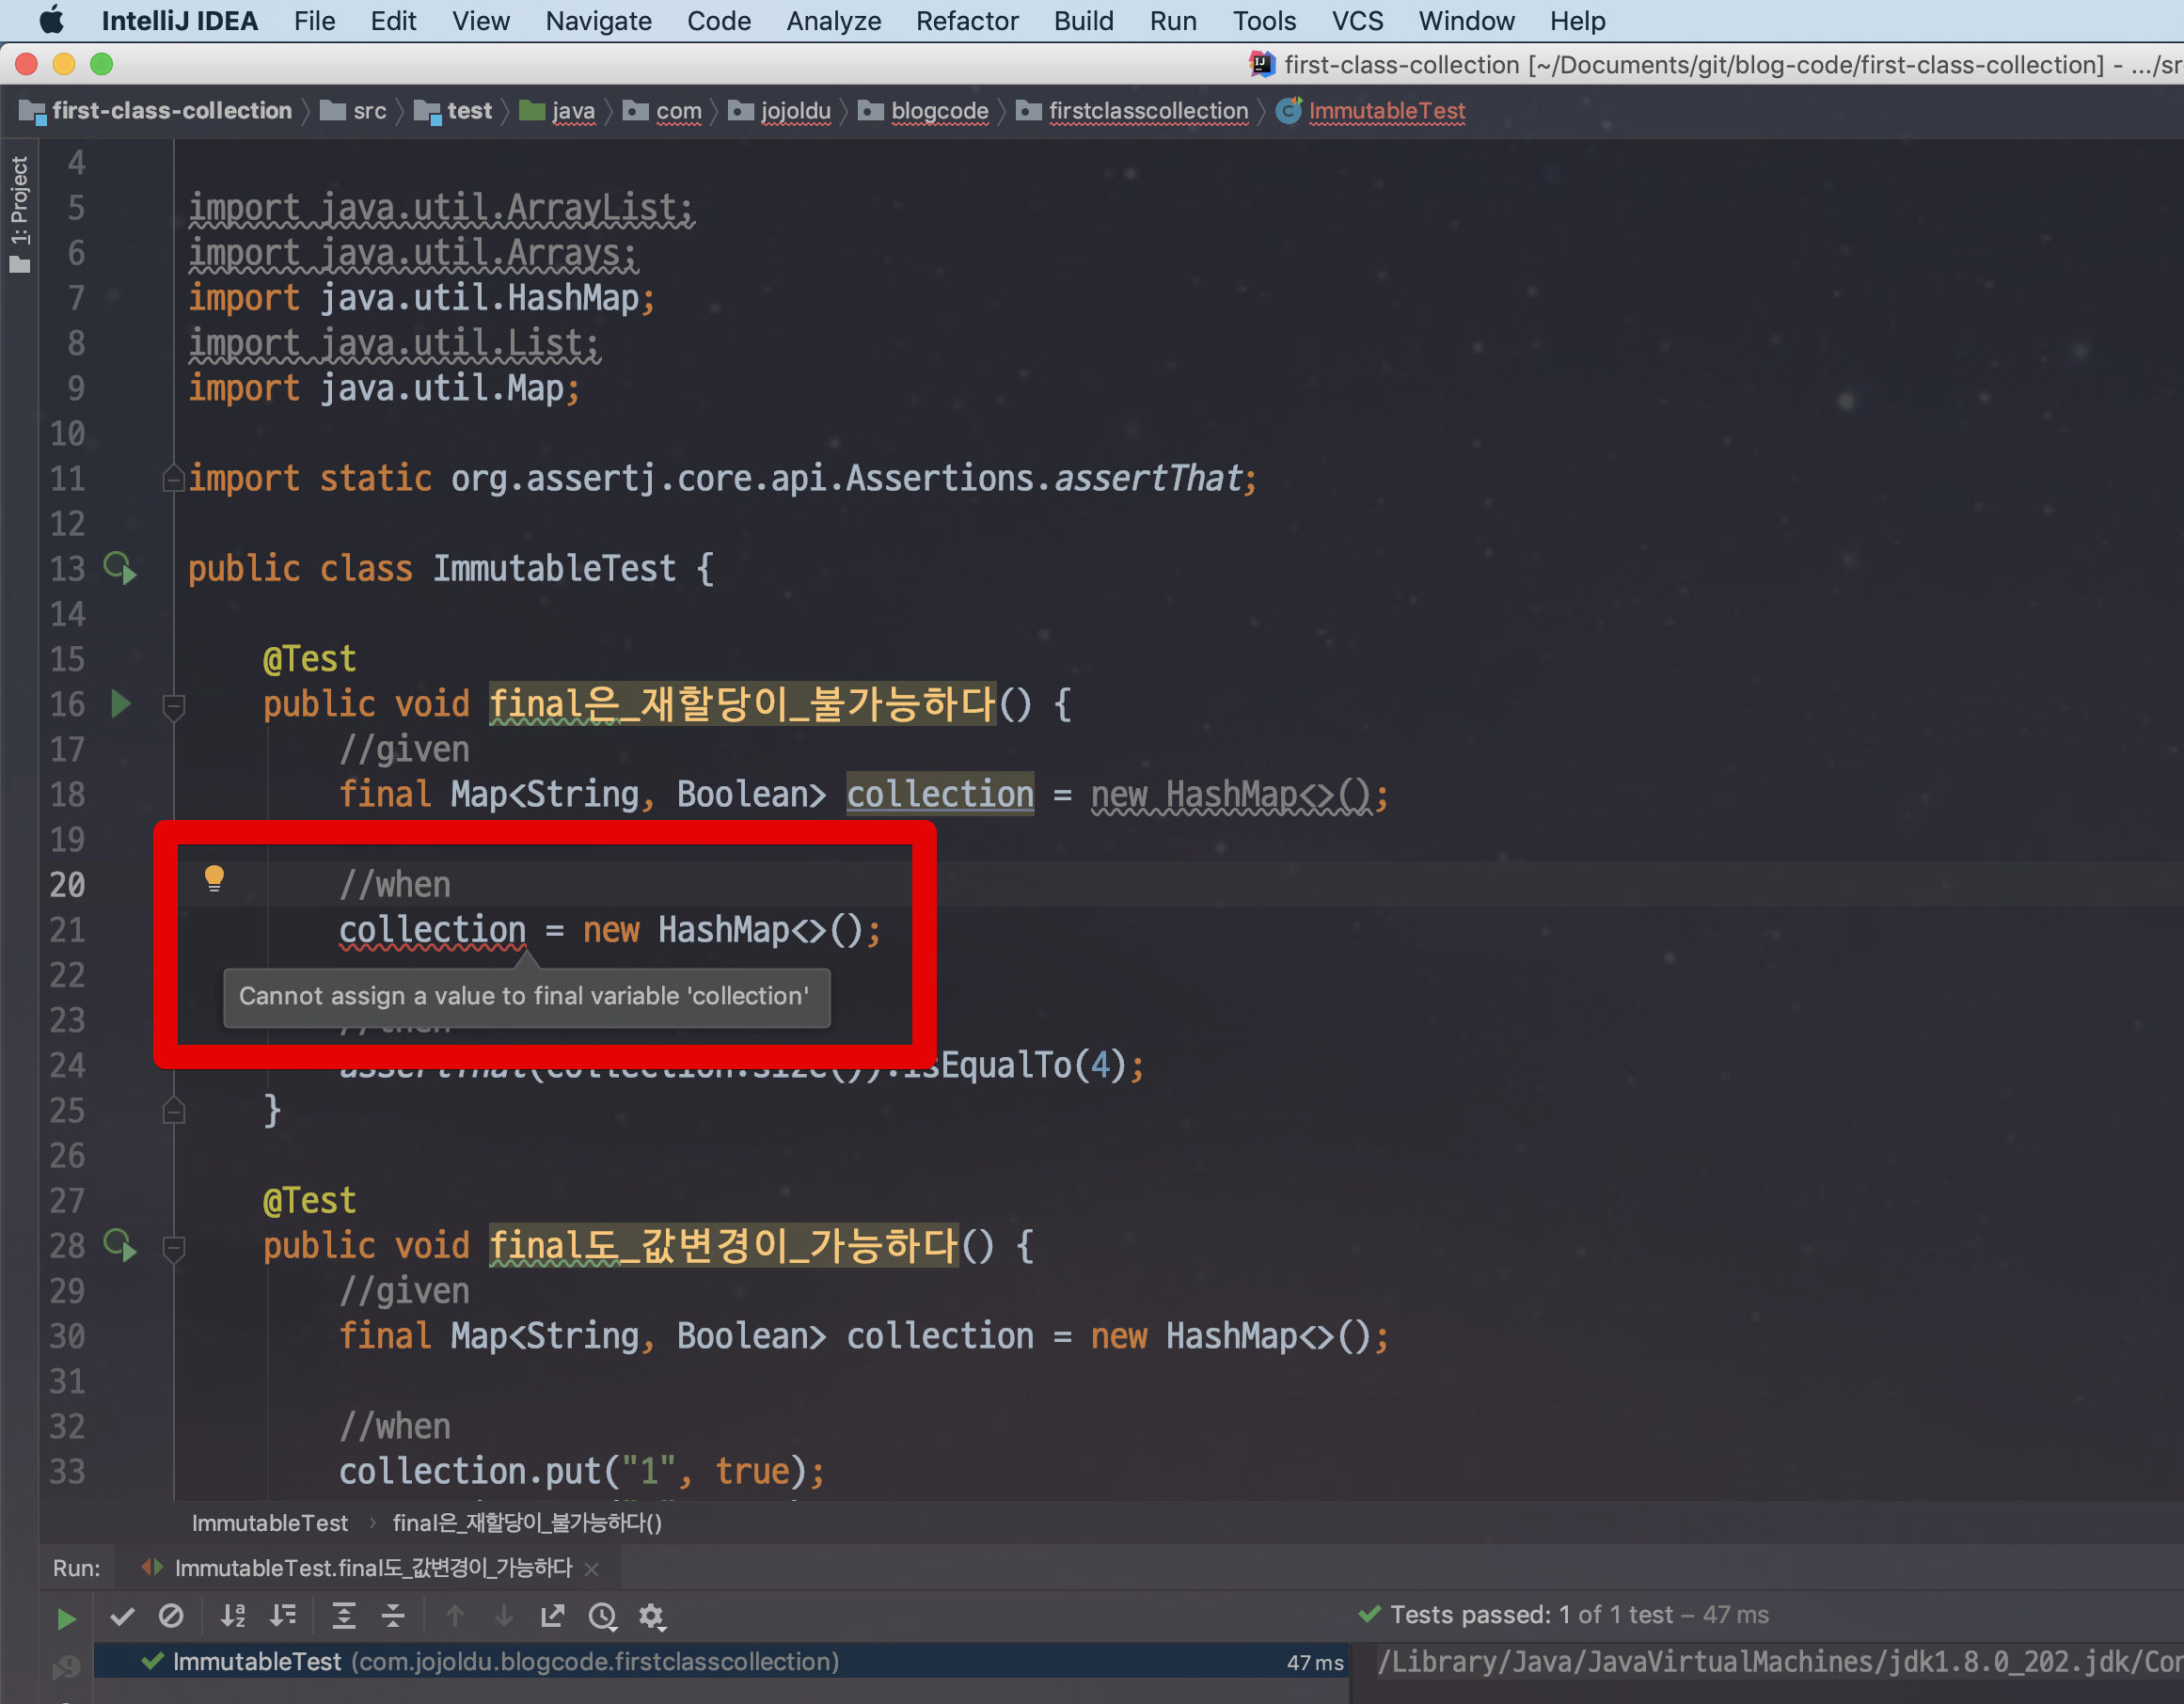 IntelliJ IDEA File Edit View Navigate Code Analyze Refactor Build Run Tools VCS Window Help
first-class-collection [~/Documents/git/blog-code/first-class-collection] - .../sr
first-class-collection src test java com jojoldu blogcode firstclasscollection ImmutableTest
1: Project
4
5 import java.util.ArrayList;
6 import java.util.Arrays;
7 import java.util.HashMap;
8 import java.util.List;
9 import java.util.Map;
10
11 import static org.assertj.core.api.Assertions.assertThat;
12
13 public class ImmutableTest {
14
15 @Test
16 public void final은_재할당이_불가능하다() {
17 //given
18 final Map<String, Boolean> collection = new HashMap<>();
19
20 //when
21 collection = new HashMap<>();
22
Cannot assign a value to final variable 'collection'
23 //then
24 assertThat(collection.size()).isEqualTo(4);
25 }
26
27 @Test
28 public void final도_값변경이_가능하다() {
29 //given
30 final Map<String, Boolean> collection = new HashMap<>();
31
32 //when
33 collection.put("1", true);
ImmutableTest › final은_재할당이_불가능하다()
Run: ImmutableTest.final도_값변경이_가능하다 ×
Tests passed: 1 of 1 test – 47 ms
ImmutableTest (com.jojoldu.blogcode.firstclasscollection) 47 ms
/Library/Java/JavaVirtualMachines/jdk1.8.0_202.jdk/Con